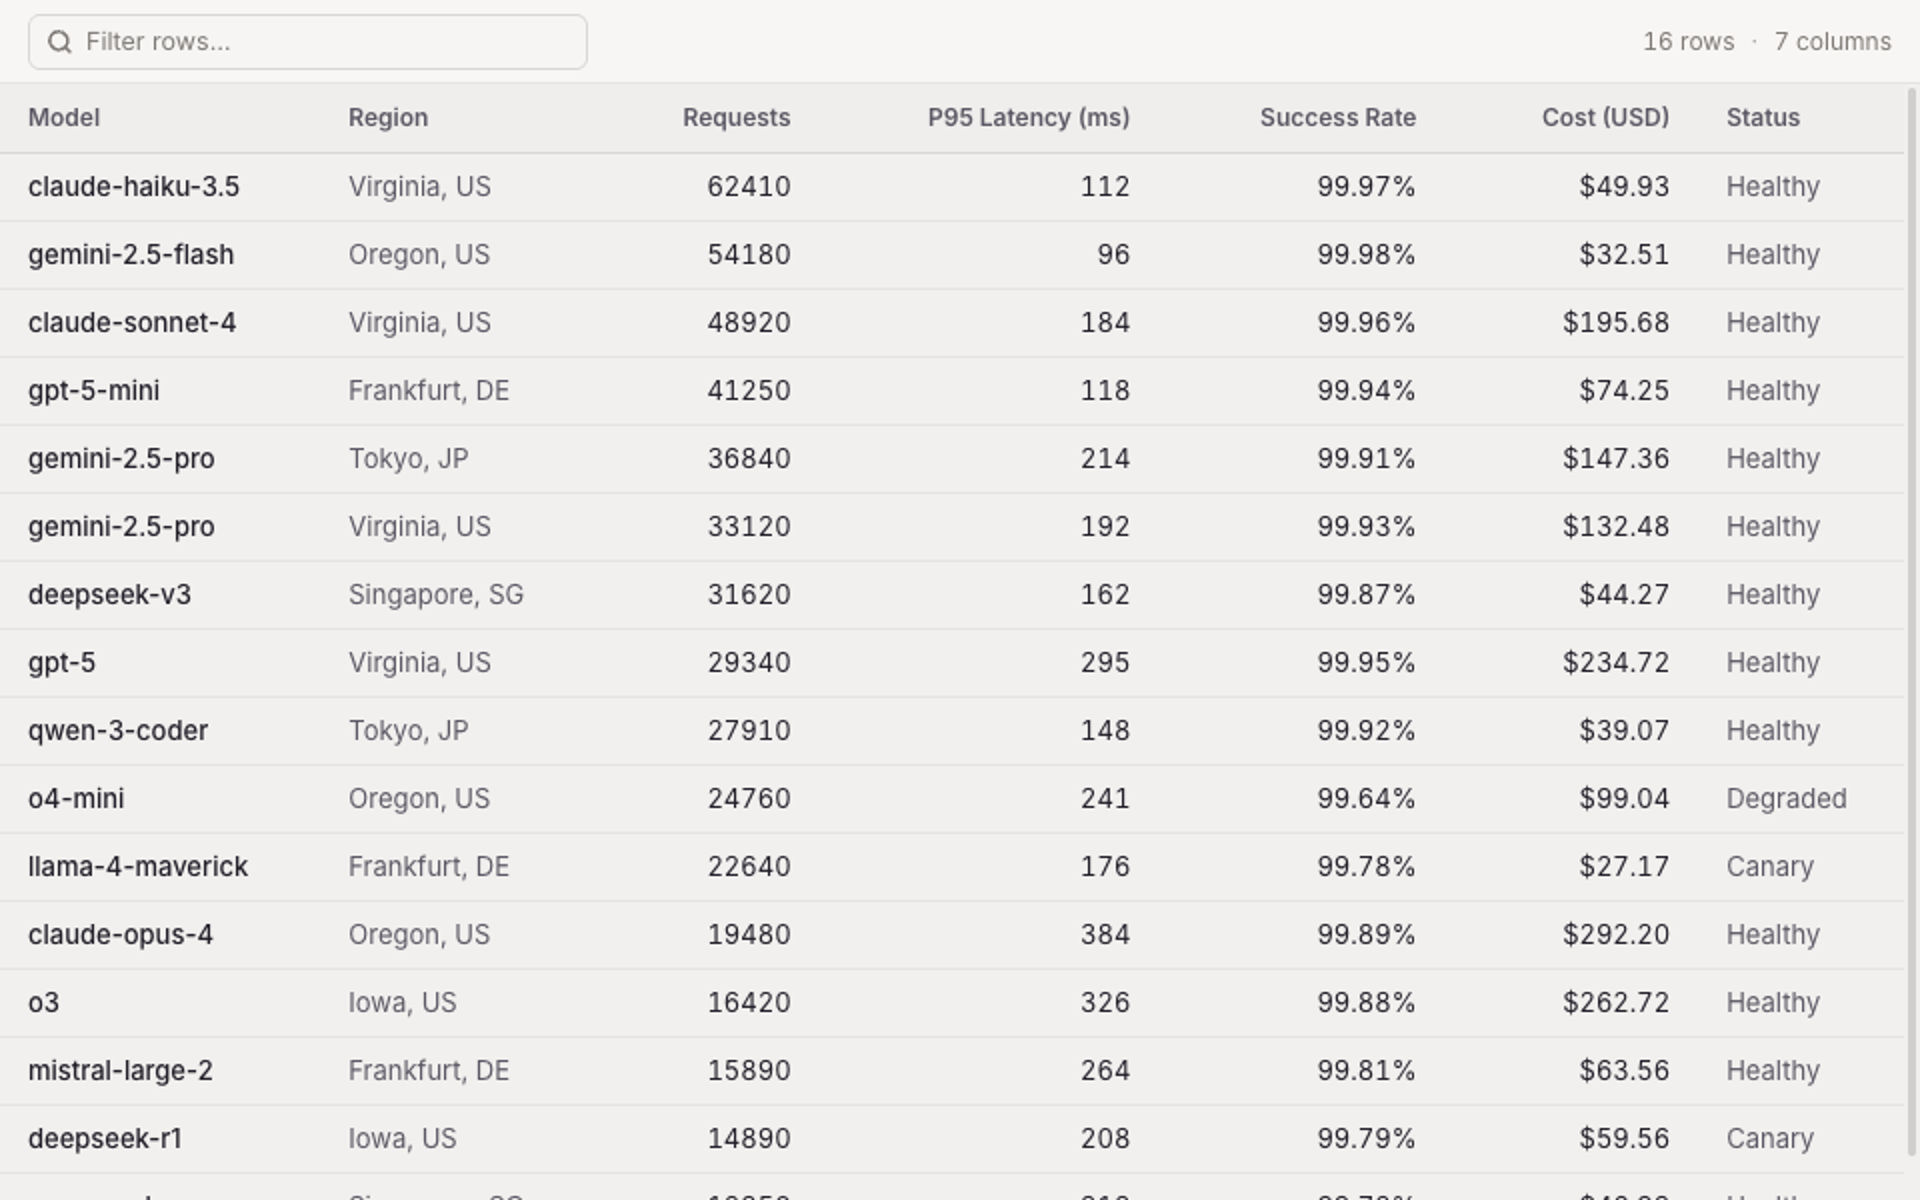 Filter rows...
16 rows · 7 columns
Model Region Requests P95 Latency (ms) Success Rate Cost (USD) Status
claude-haiku-3.5 Virginia, US 62410 112 99.97% $49.93 Healthy
gemini-2.5-flash Oregon, US 54180 96 99.98% $32.51 Healthy
claude-sonnet-4 Virginia, US 48920 184 99.96% $195.68 Healthy
gpt-5-mini Frankfurt, DE 41250 118 99.94% $74.25 Healthy
gemini-2.5-pro Tokyo, JP 36840 214 99.91% $147.36 Healthy
gemini-2.5-pro Virginia, US 33120 192 99.93% $132.48 Healthy
deepseek-v3 Singapore, SG 31620 162 99.87% $44.27 Healthy
gpt-5 Virginia, US 29340 295 99.95% $234.72 Healthy
qwen-3-coder Tokyo, JP 27910 148 99.92% $39.07 Healthy
o4-mini Oregon, US 24760 241 99.64% $99.04 Degraded
llama-4-maverick Frankfurt, DE 22640 176 99.78% $27.17 Canary
claude-opus-4 Oregon, US 19480 384 99.89% $292.20 Healthy
o3 Iowa, US 16420 326 99.88% $262.72 Healthy
mistral-large-2 Frankfurt, DE 15890 264 99.81% $63.56 Healthy
deepseek-r1 Iowa, US 14890 208 99.79% $59.56 Canary